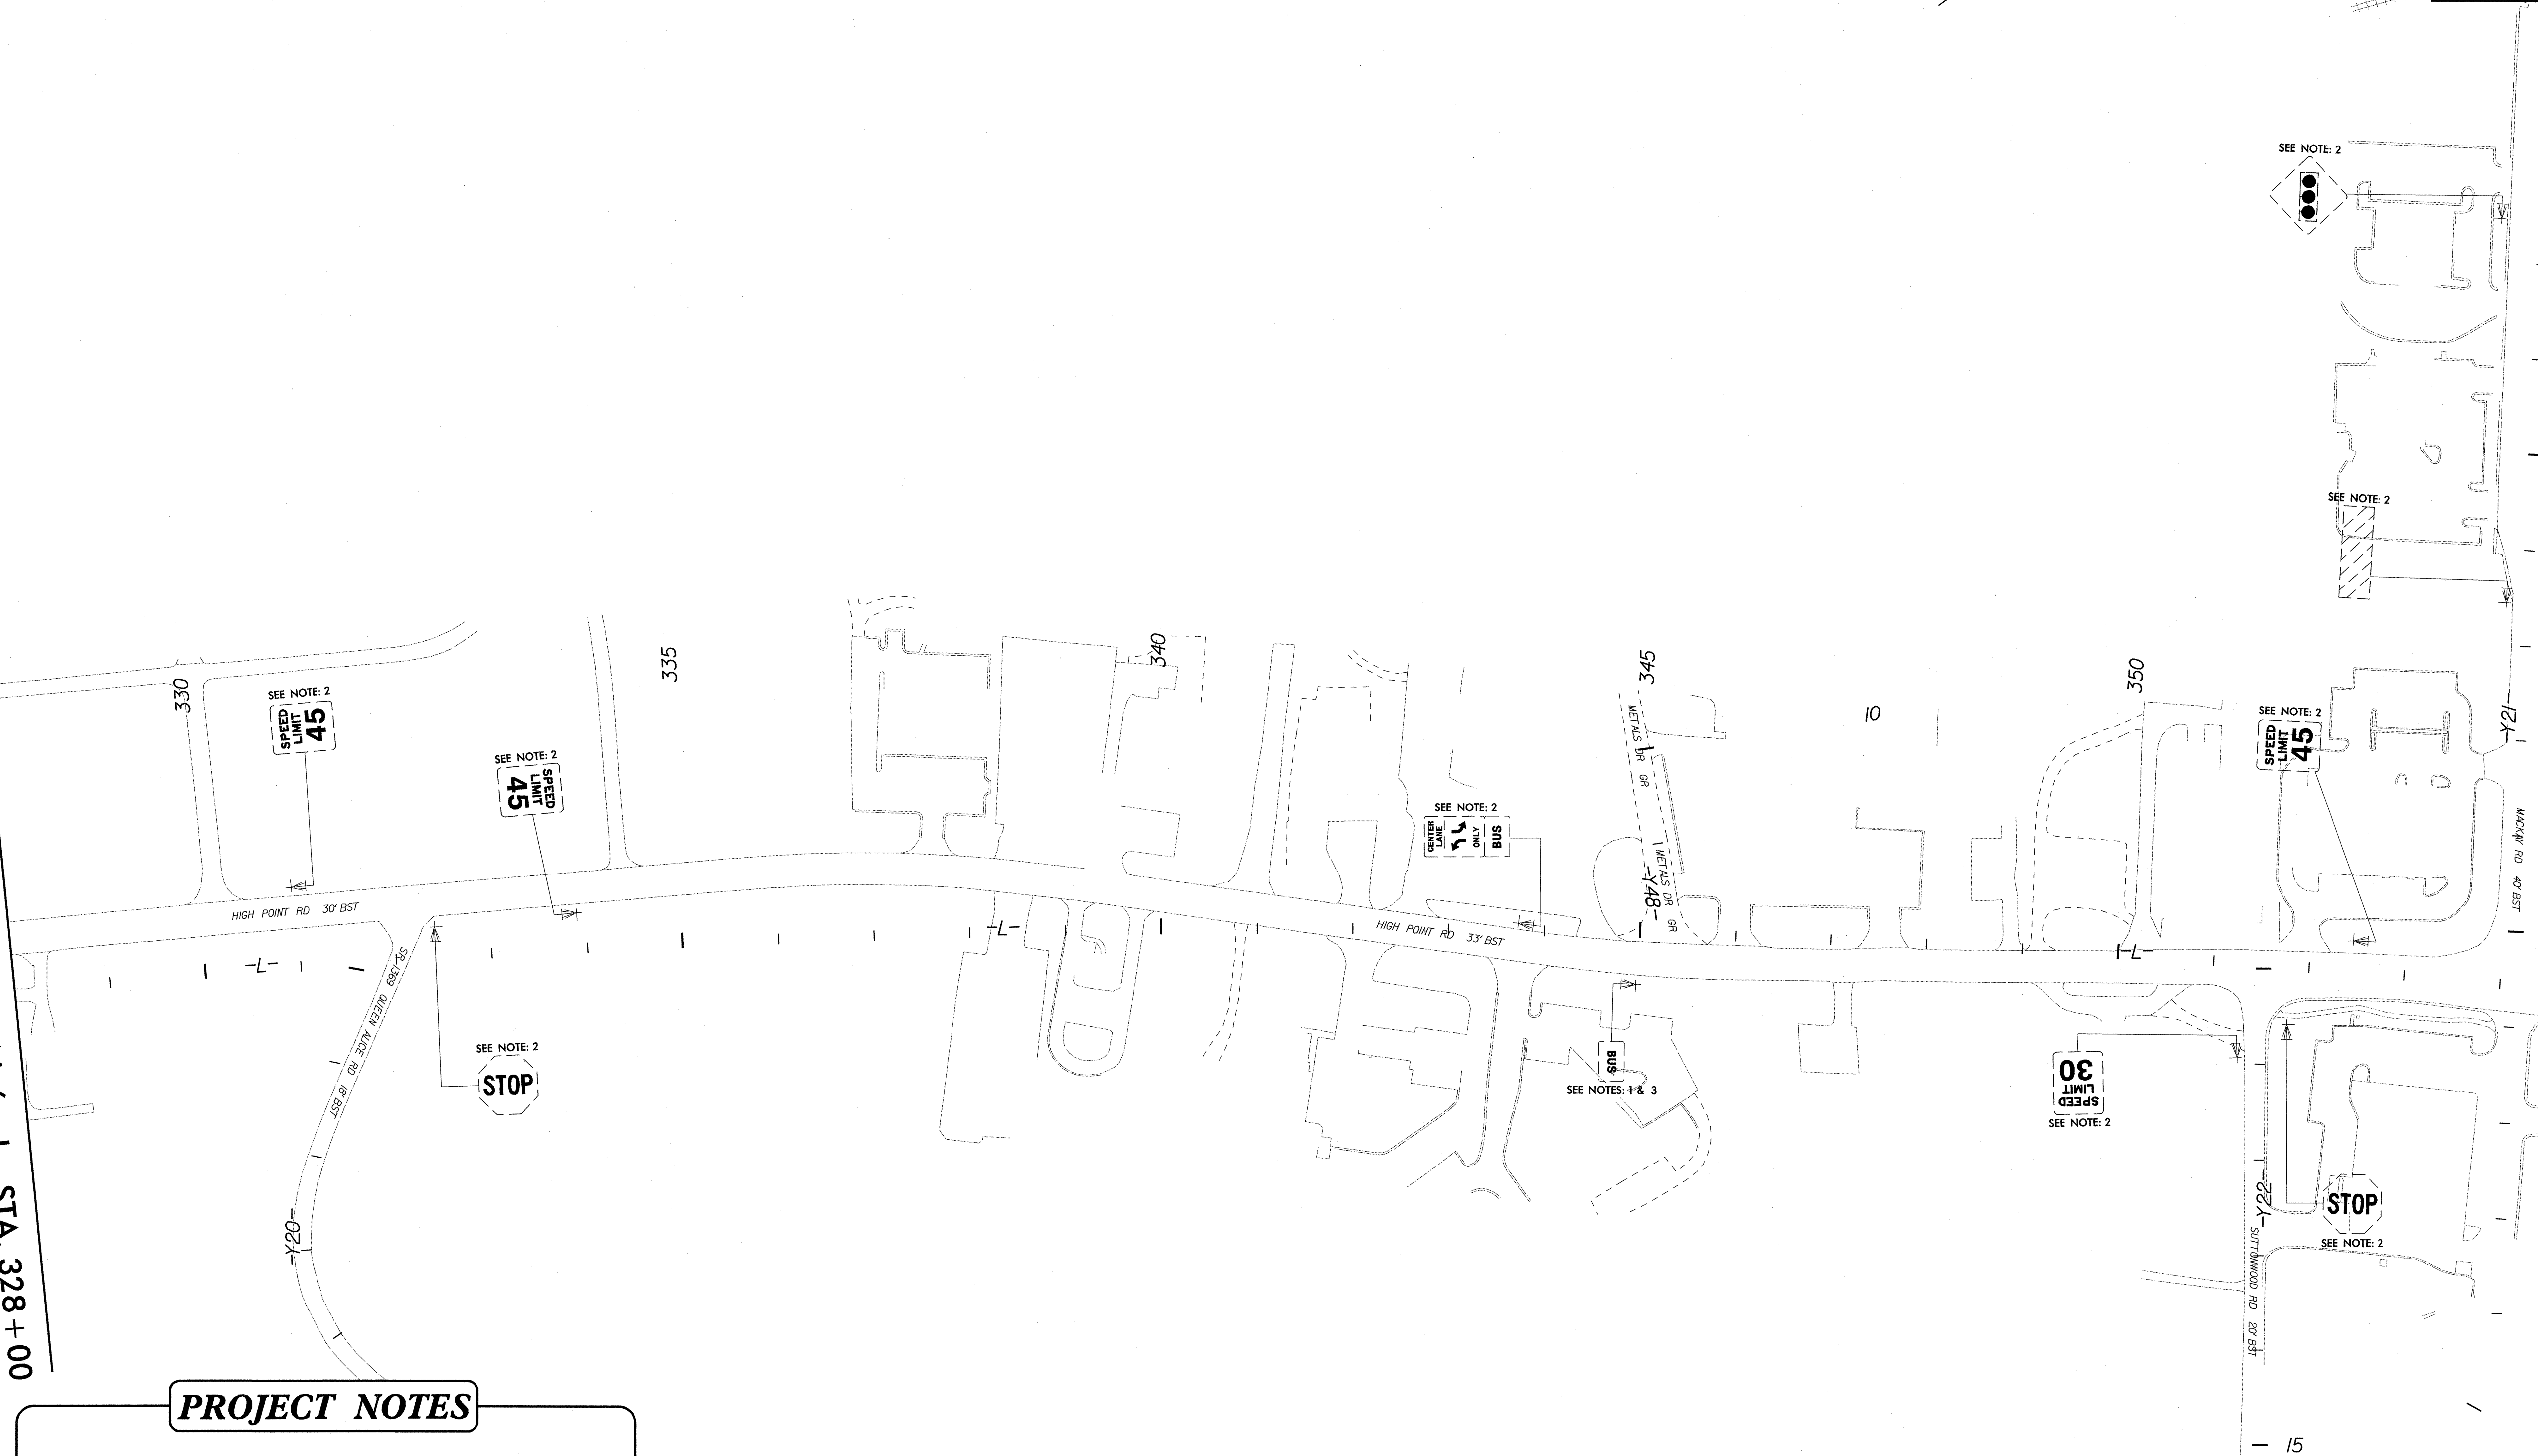 SEE NOTE: 2
SEE NOTE: 2
330
SEE NOTE: 2
SPEED
LIMIT
45
335
SEE NOTE: 2
SPEED
LIMIT
45
340
345
350
10
SEE NOTE: 2
SPEED
LIMIT
45
-Y21-
METALS DR GR
METALS DR GR
-Y48-
SEE NOTE: 2
CENTER
LANE
ONLY
BUS
MACKAY RD 40' BST
HIGH POINT RD 30' BST
HIGH POINT RD 33' BST
-L-
-L-
-L-
SR 1369 QUEEN ALICE RD 18' BST
SEE NOTE: 2
STOP
BUS
SEE NOTES: 1 & 3
SPEED
LIMIT
30
SEE NOTE: 2
-Y20-
-Y22-
STOP
SEE NOTE: 2
SUTTONWOOD RD 20' BST
STA. 328+00
PROJECT NOTES
15